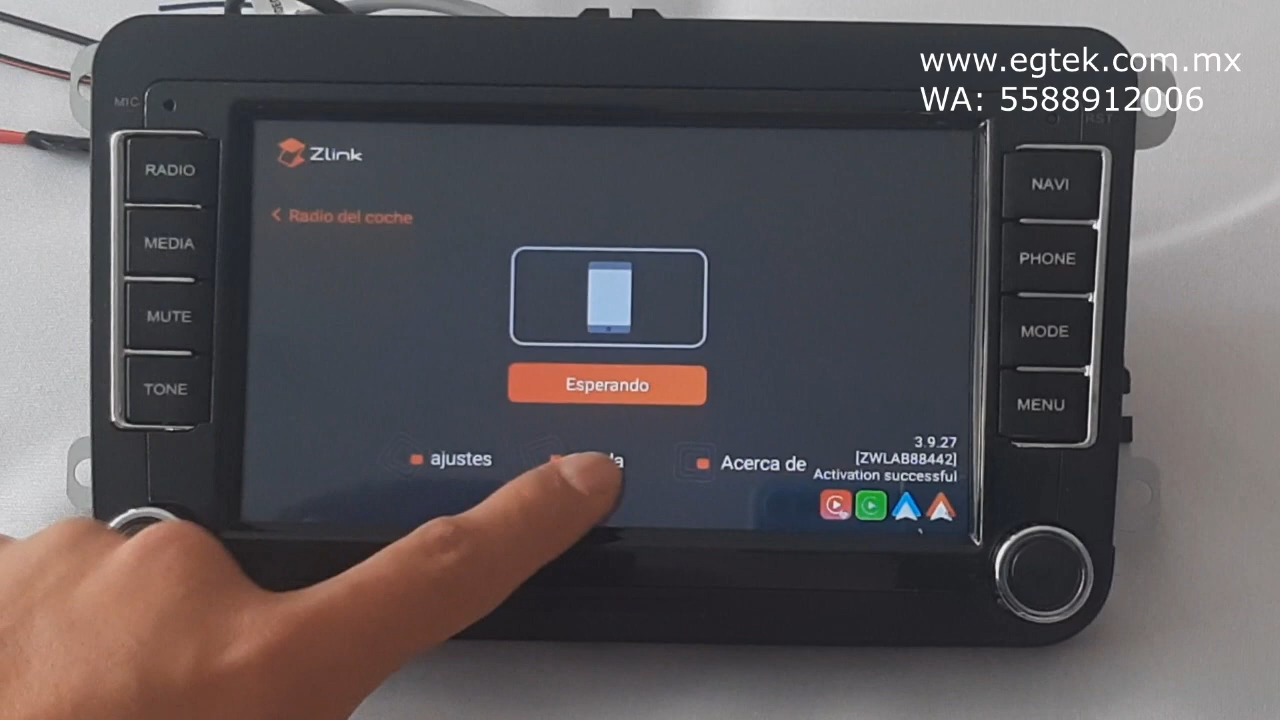 www.egtek.com.mx
WA: 5588912006
MIC
RST
RADIO
MEDIA
MUTE
TONE
Zlink
< Radio del coche
Esperando
ajustes
Acerca de
3.9.27
[ZWLAB88442]
Activation successful
NAVI
PHONE
MODE
MENU